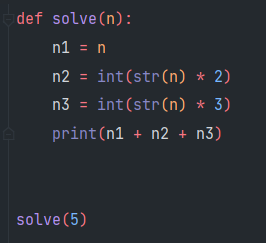 def solve(n):
    n1 = n
    n2 = int(str(n) * 2)
    n3 = int(str(n) * 3)
    print(n1 + n2 + n3)
solve(5)